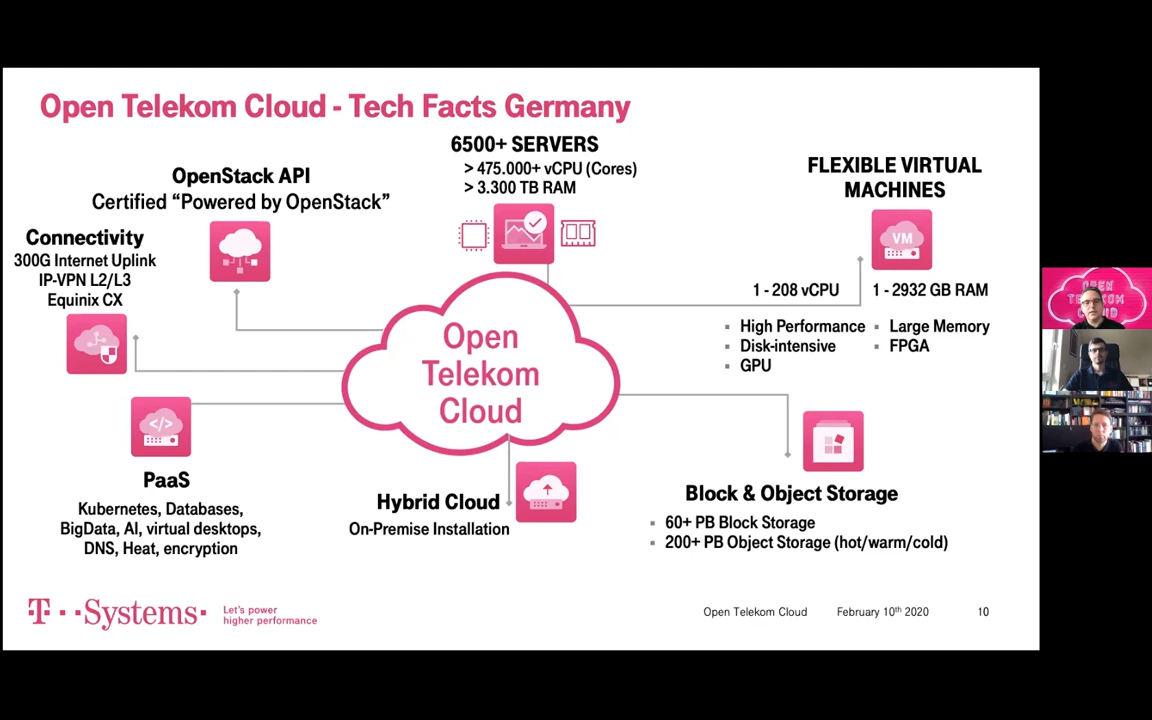 Open Telekom Cloud - Tech Facts Germany
6500+ SERVERS
> 475.000+ vCPU (Cores)
> 3.300 TB RAM
OpenStack API
Certified “Powered by OpenStack”
Connectivity
300G Internet Uplink
IP-VPN L2/L3
Equinix CX
FLEXIBLE VIRTUAL
MACHINES
VM
1 - 208 vCPU
1 - 2932 GB RAM
▪ High Performance
▪ Disk-intensive
▪ GPU
▪ Large Memory
▪ FPGA
Open
Telekom
Cloud
</>
PaaS
Kubernetes, Databases,
BigData, AI, virtual desktops,
DNS, Heat, encryption
Hybrid Cloud
On-Premise Installation
Block & Object Storage
▪ 60+ PB Block Storage
▪ 200+ PB Object Storage (hot/warm/cold)
T · · Systems ·
Let’s power
higher performance
Open Telekom Cloud
February 10th 2020
10
OPEN
TELEKOM
CLOUD